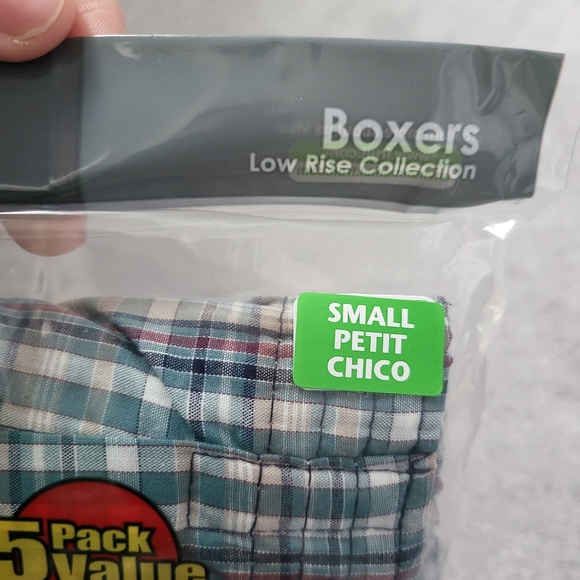 Boxers
Low Rise Collection
SMALL
PETIT
CHICO
5 Pack
Value